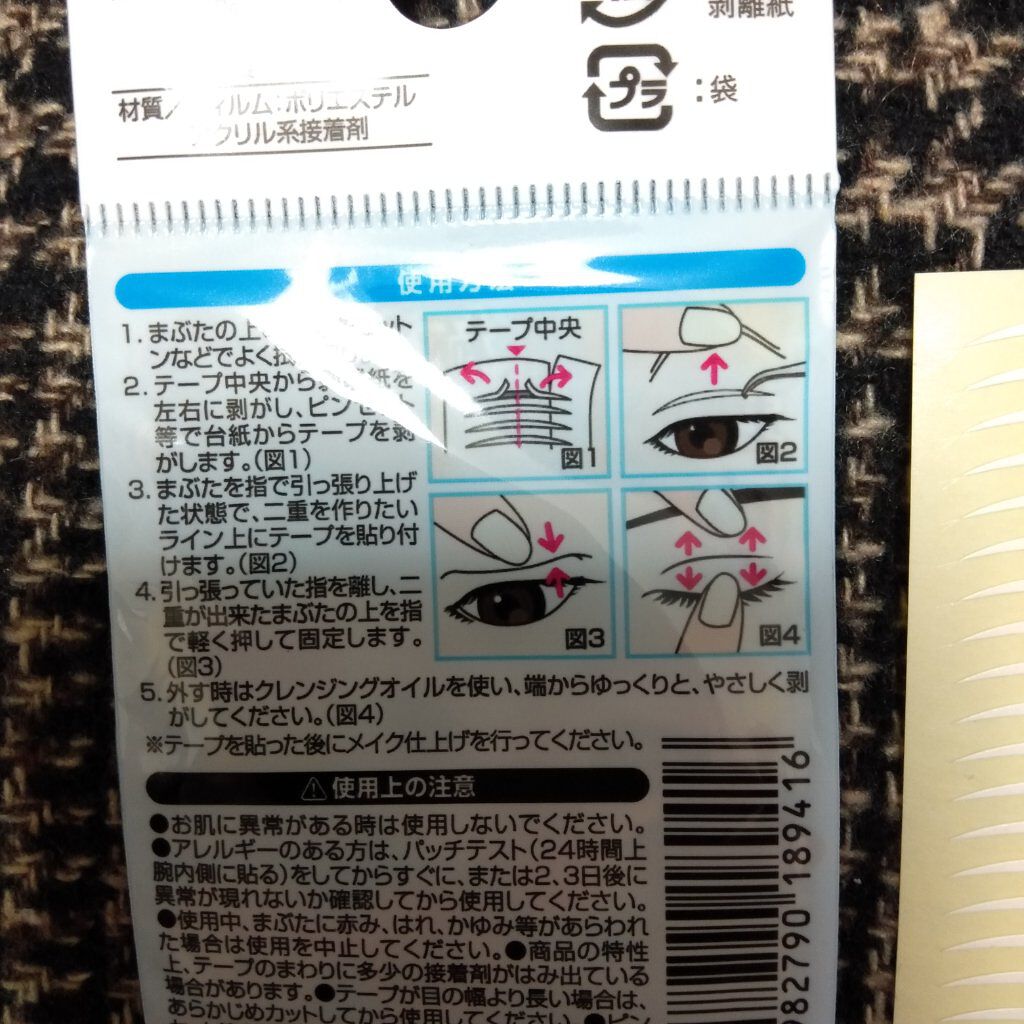 剥離紙
プラ :袋
材質／ィルム:ポリエステル
クリル系接着剤
使用方法
1. まぶたの上、ット
ンなどでよく拭
2. テープ中央から紙を
左右に剥がし、ピンセット
等で台紙からテープを剥
がします。(図1)
3. まぶたを指で引っ張り上げ
た状態で、二重を作りたい
ライン上にテープを貼り付
けます。(図2)
4. 引っ張っていた指を離し、二
重が出来たまぶたの上を指
で軽く押して固定します。
(図3)
5. 外す時はクレンジングオイルを使い、端からゆっくりと、やさしく剥
がしてください。(図4)
※テープを貼った後にメイク仕上げを行ってください。
テープ中央
図1
図2
図3
図4
⚠使用上の注意
●お肌に異常がある時は使用しないでください。
●アレルギーのある方は、パッチテスト(24時間上
腕内側に貼る)をしてからすぐに、または2、3日後に
異常が現れないか確認してから使用してください。
●使用中、まぶたに赤み、はれ、かゆみ等があらわれ
た場合は使用を中止してください。●商品の特性
上、テープのまわりに多少の接着剤がはみ出ている
場合があります。●テープが目の幅より長い場合は、
あらかじめカットしてから使用してください。●ピン
982790 189416